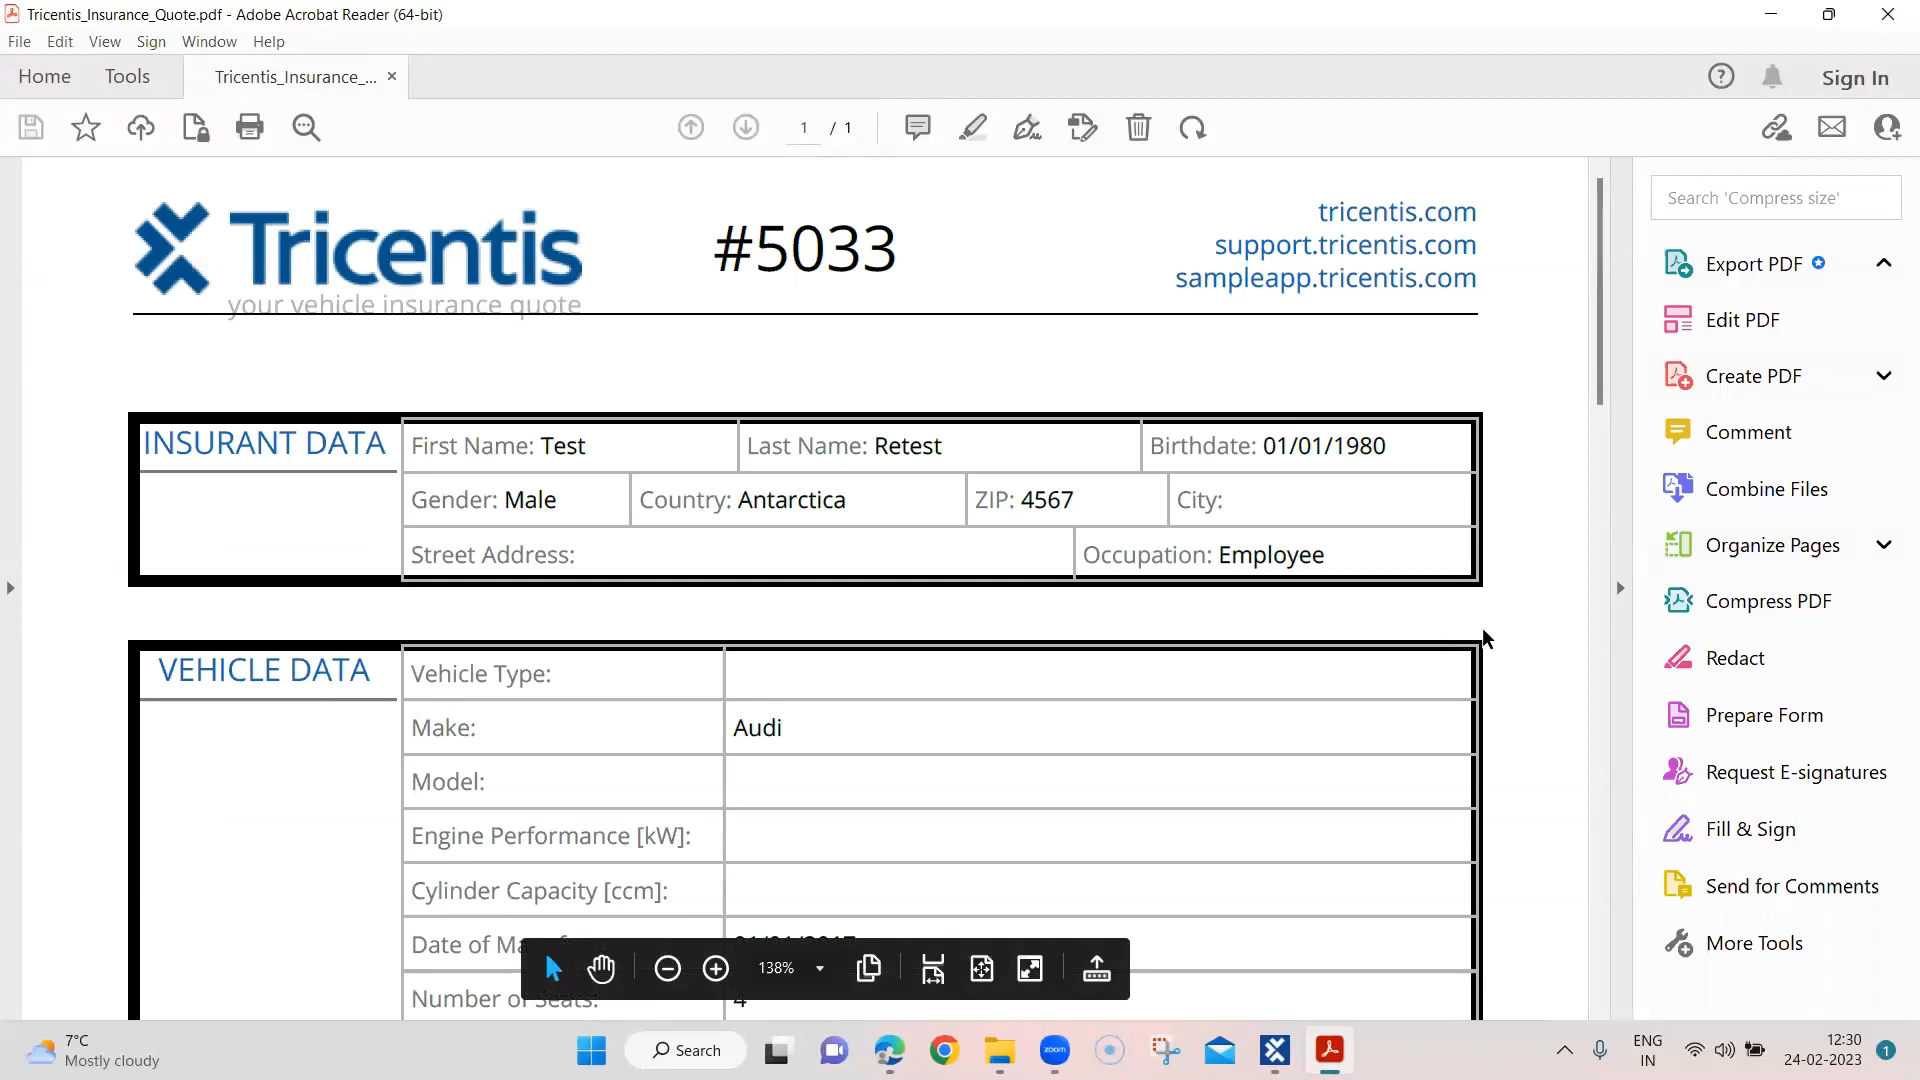 Tricentis_Insurance_Quote.pdf - Adobe Acrobat Reader (64-bit)
File Edit View Sign Window Help
Home Tools Tricentis_Insurance_... × ? Sign In
1 / 1
Tricentis
your vehicle insurance quote
#5033
tricentis.com
support.tricentis.com
sampleapp.tricentis.com
INSURANT DATA First Name: Test Last Name: Retest Birthdate: 01/01/1980
Gender: Male Country: Antarctica ZIP: 4567 City:
Street Address: Occupation: Employee
VEHICLE DATA Vehicle Type:
Make: Audi
Model:
Engine Performance [kW]:
Cylinder Capacity [ccm]:
Date of
Number of Seats: 4
138%
Search 'Compress size'
Export PDF
Edit PDF
Create PDF
Comment
Combine Files
Organize Pages
Compress PDF
Redact
Prepare Form
Request E-signatures
Fill & Sign
Send for Comments
More Tools
7°C
Mostly cloudy
Search
zoom
ENG
IN
12:30
24-02-2023
1